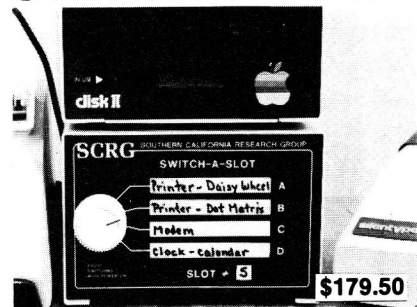 IN USE
disk II
SCRG SOUTHERN CALIFORNIA RESEARCH GROUP
SWITCH-A-SLOT
Printer - Daisy Wheel A
Printer - Dot Matrix B
Modem C
Clock - Calendar D
SLOT # 5
$179.50